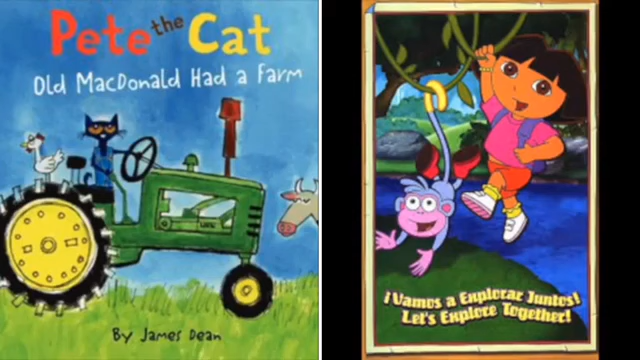 Pete the Cat
Old MacDonald Had a Farm
By James Dean
¡Vamos a Explorar Juntos!
Let's Explore Together!